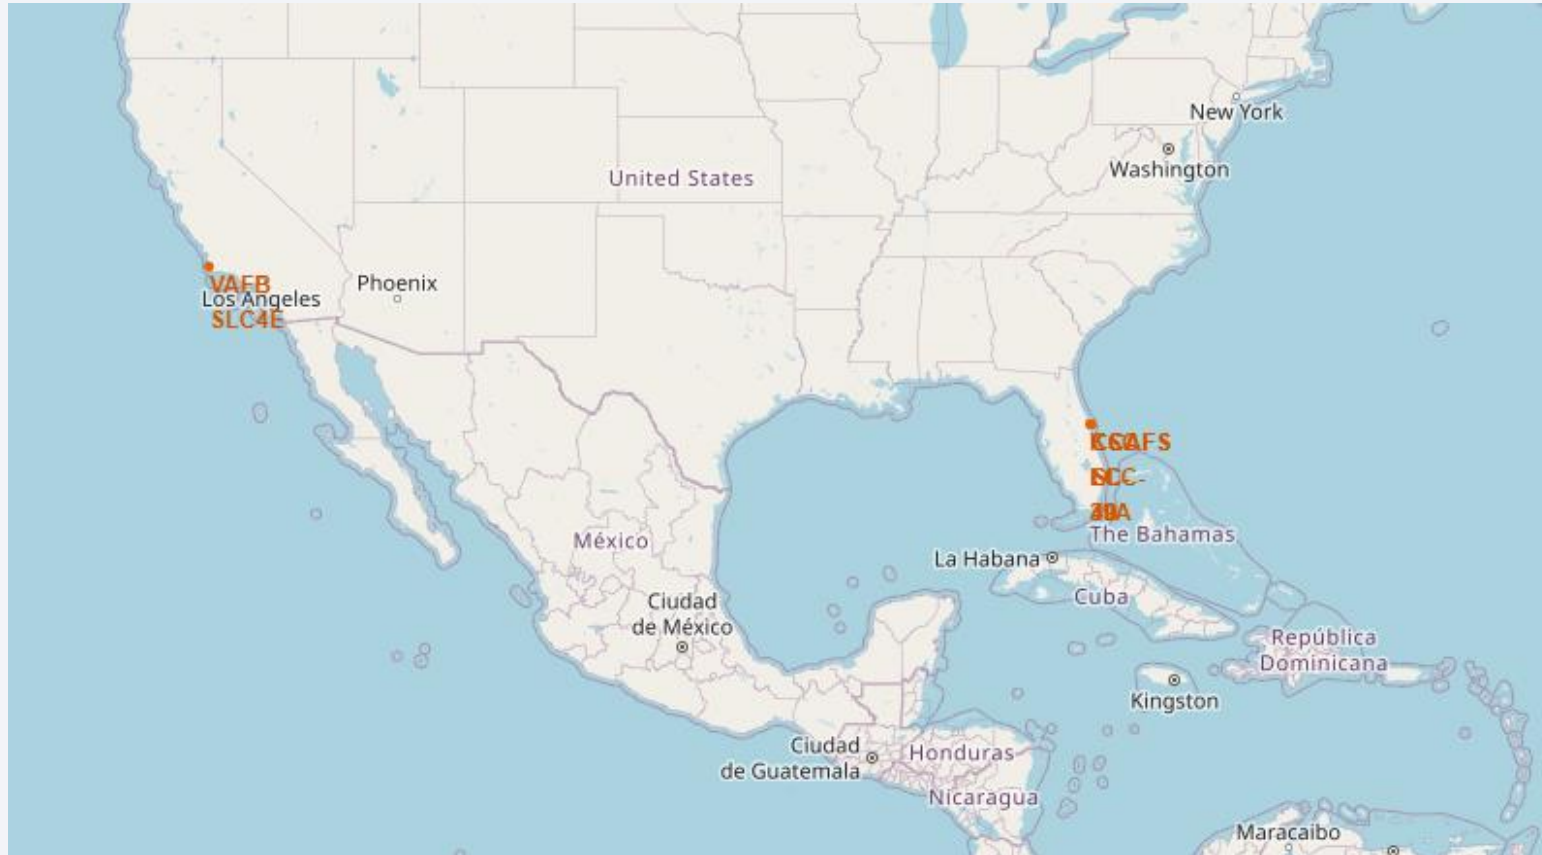 New York
Washington
United States
VAFB
SLC4E
Los Angeles
Phoenix
The Bahamas
La Habana
México
Cuba
Ciudad
de México
República
Dominicana
Kingston
Ciudad
de Guatemala
Honduras
Nicaragua
Maracaibo